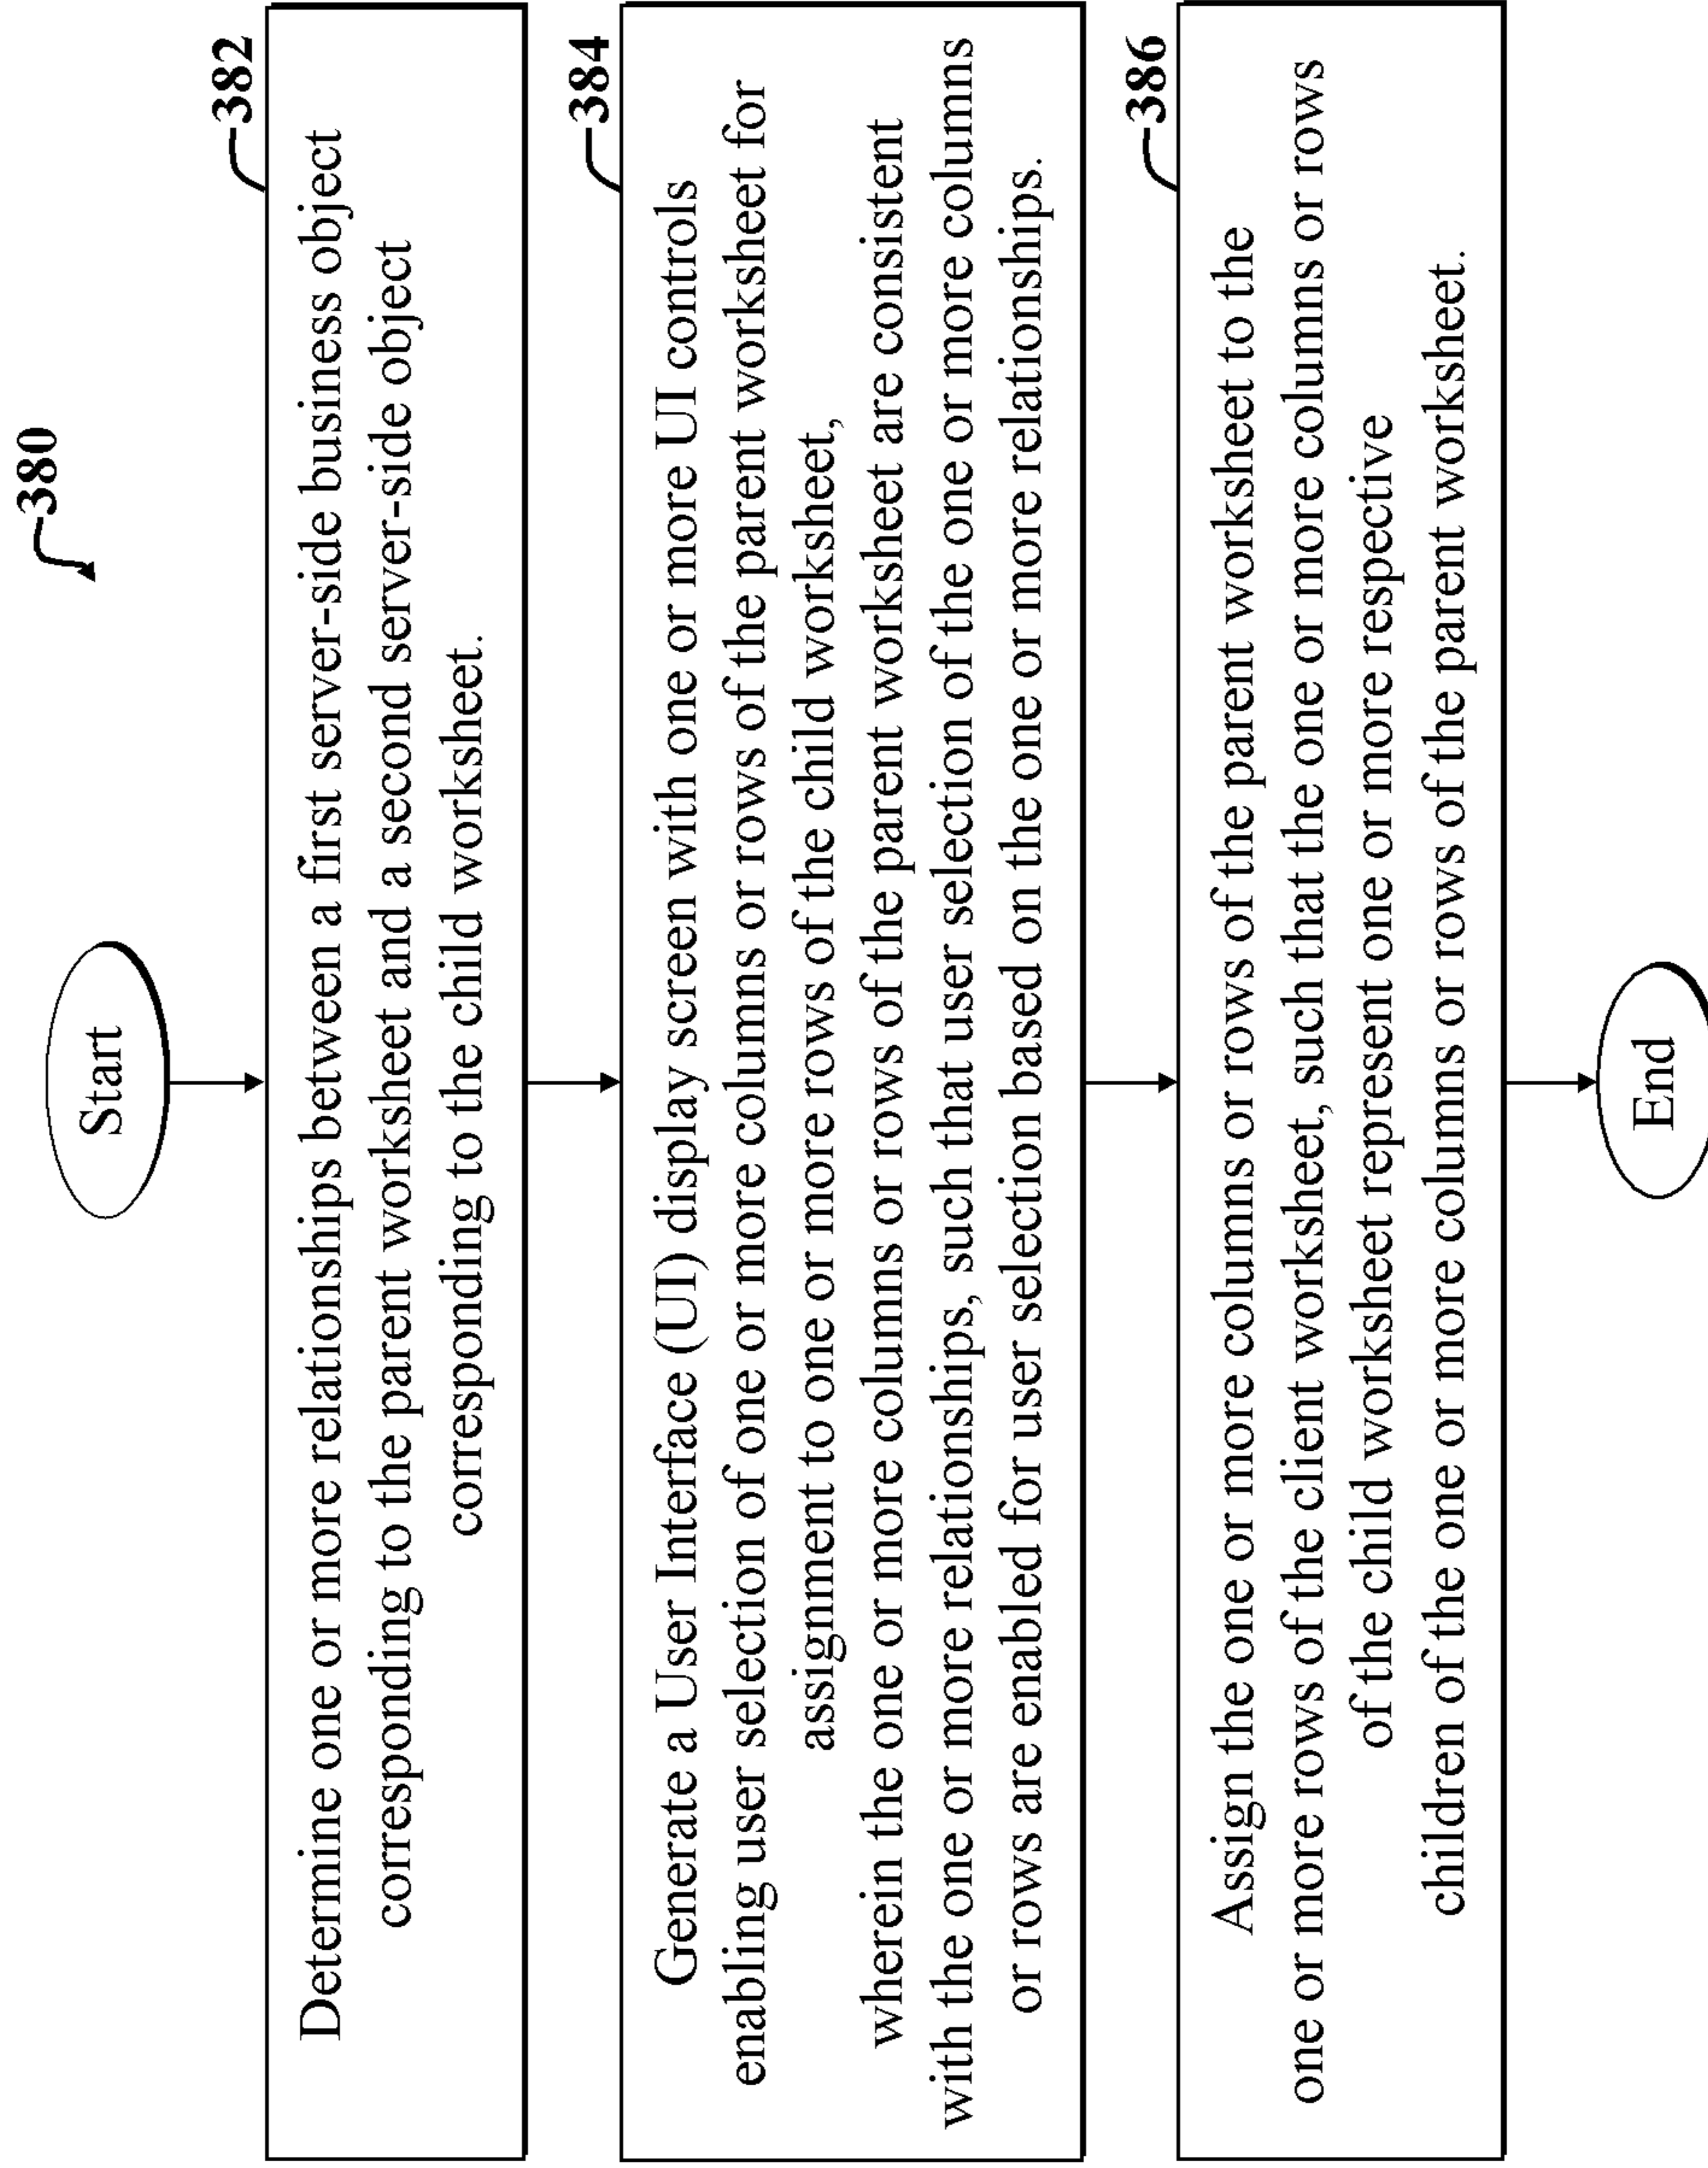 380
Start
382
Determine one or more relationships between a first server-side business object
corresponding to the parent worksheet and a second server-side object
corresponding to the child worksheet.
384
Generate a User Interface (UI) display screen with one or more UI controls
enabling user selection of one or more columns or rows of the parent worksheet for
assignment to one or more rows of the child worksheet,
wherein the one or more columns or rows of the parent worksheet are consistent
with the one or more relationships, such that user selection of the one or more columns
or rows are enabled for user selection based on the one or more relationships.
386
Assign the one or more columns or rows of the parent worksheet to the
one or more rows of the client worksheet, such that the one or more columns or rows
of the child worksheet represent one or more respective
children of the one or more columns or rows of the parent worksheet.
End